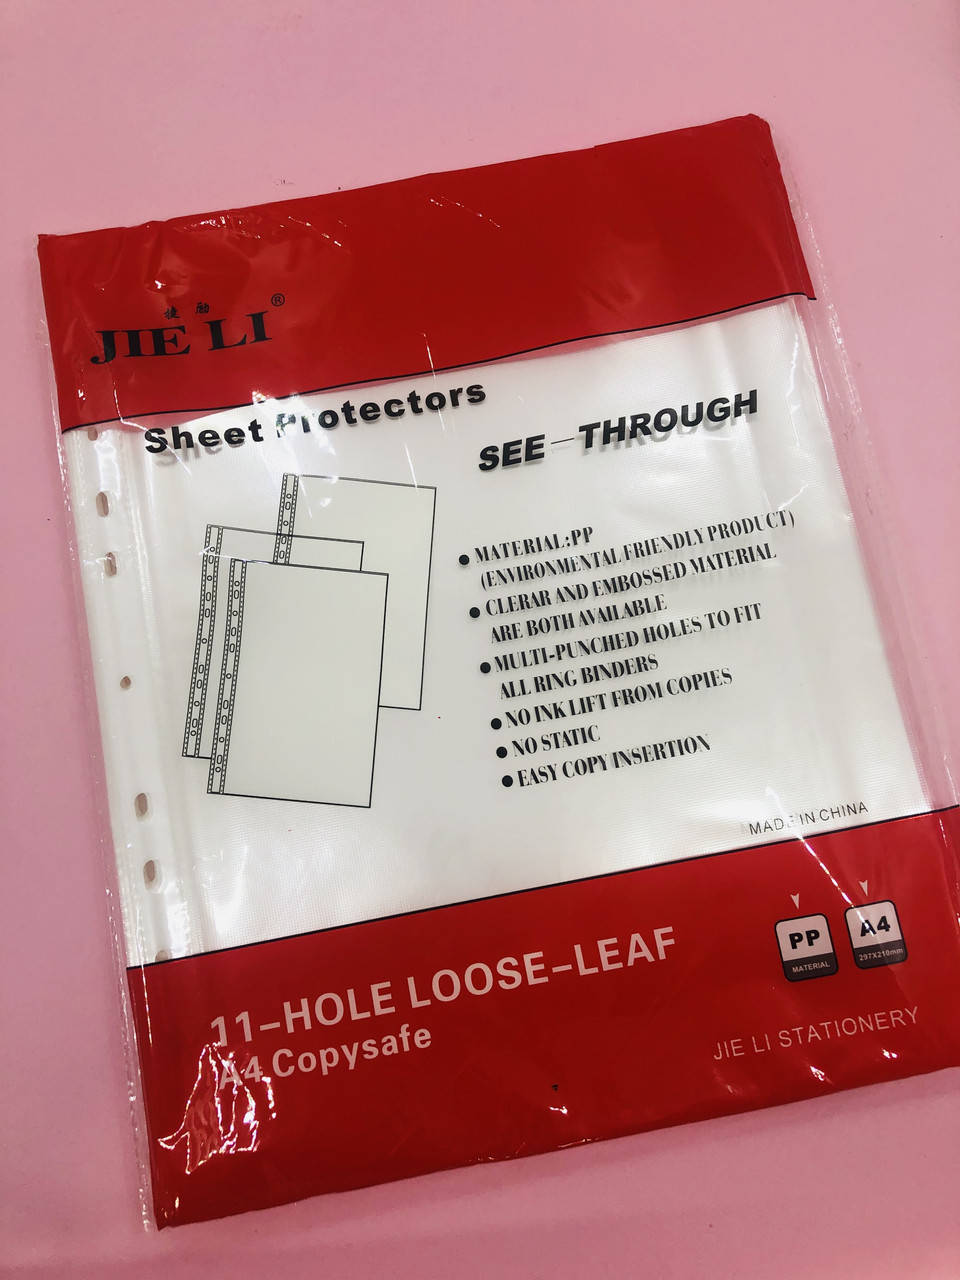 捷 励
JIE LI ®
Sheet Protectors
SEE-THROUGH
● MATERIAL:PP
(ENVIRONMENTAL FRIENDLY PRODUCT)
● CLERAR AND EMBOSSED MATERIAL
ARE BOTH AVAILABLE
● MULTI-PUNCHED HOLES TO FIT
ALL RING BINDERS
● NO INK LIFT FROM COPIES
● NO STATIC
● EASY COPY INSERTION
MADE IN CHINA
PP
MATERIAL
A4
297X210mm
11-HOLE LOOSE-LEAF
A4 Copysafe
JIE LI STATIONERY